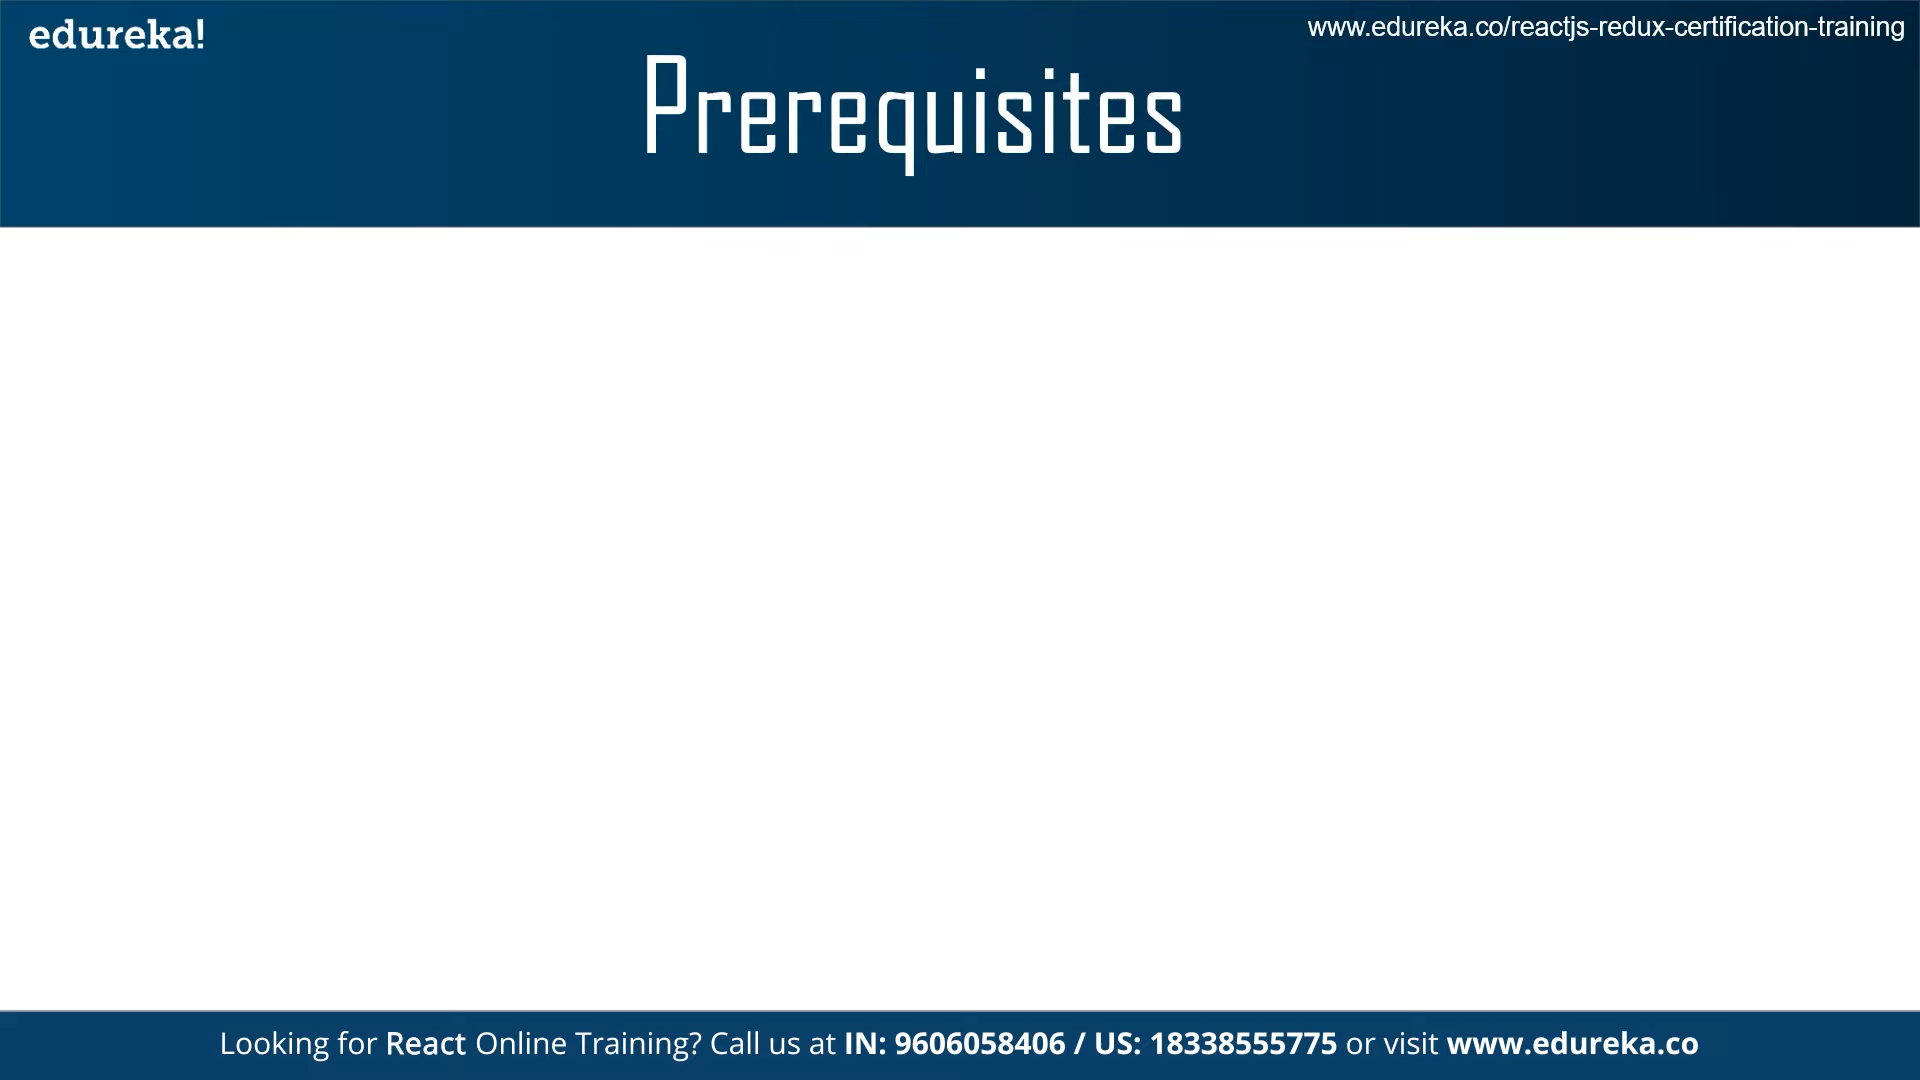 edureka!
www.edureka.co/reactjs-redux-certification-training
Prerequisites
Looking for React Online Training? Call us at IN: 9606058406 / US: 18338555775 or visit www.edureka.co